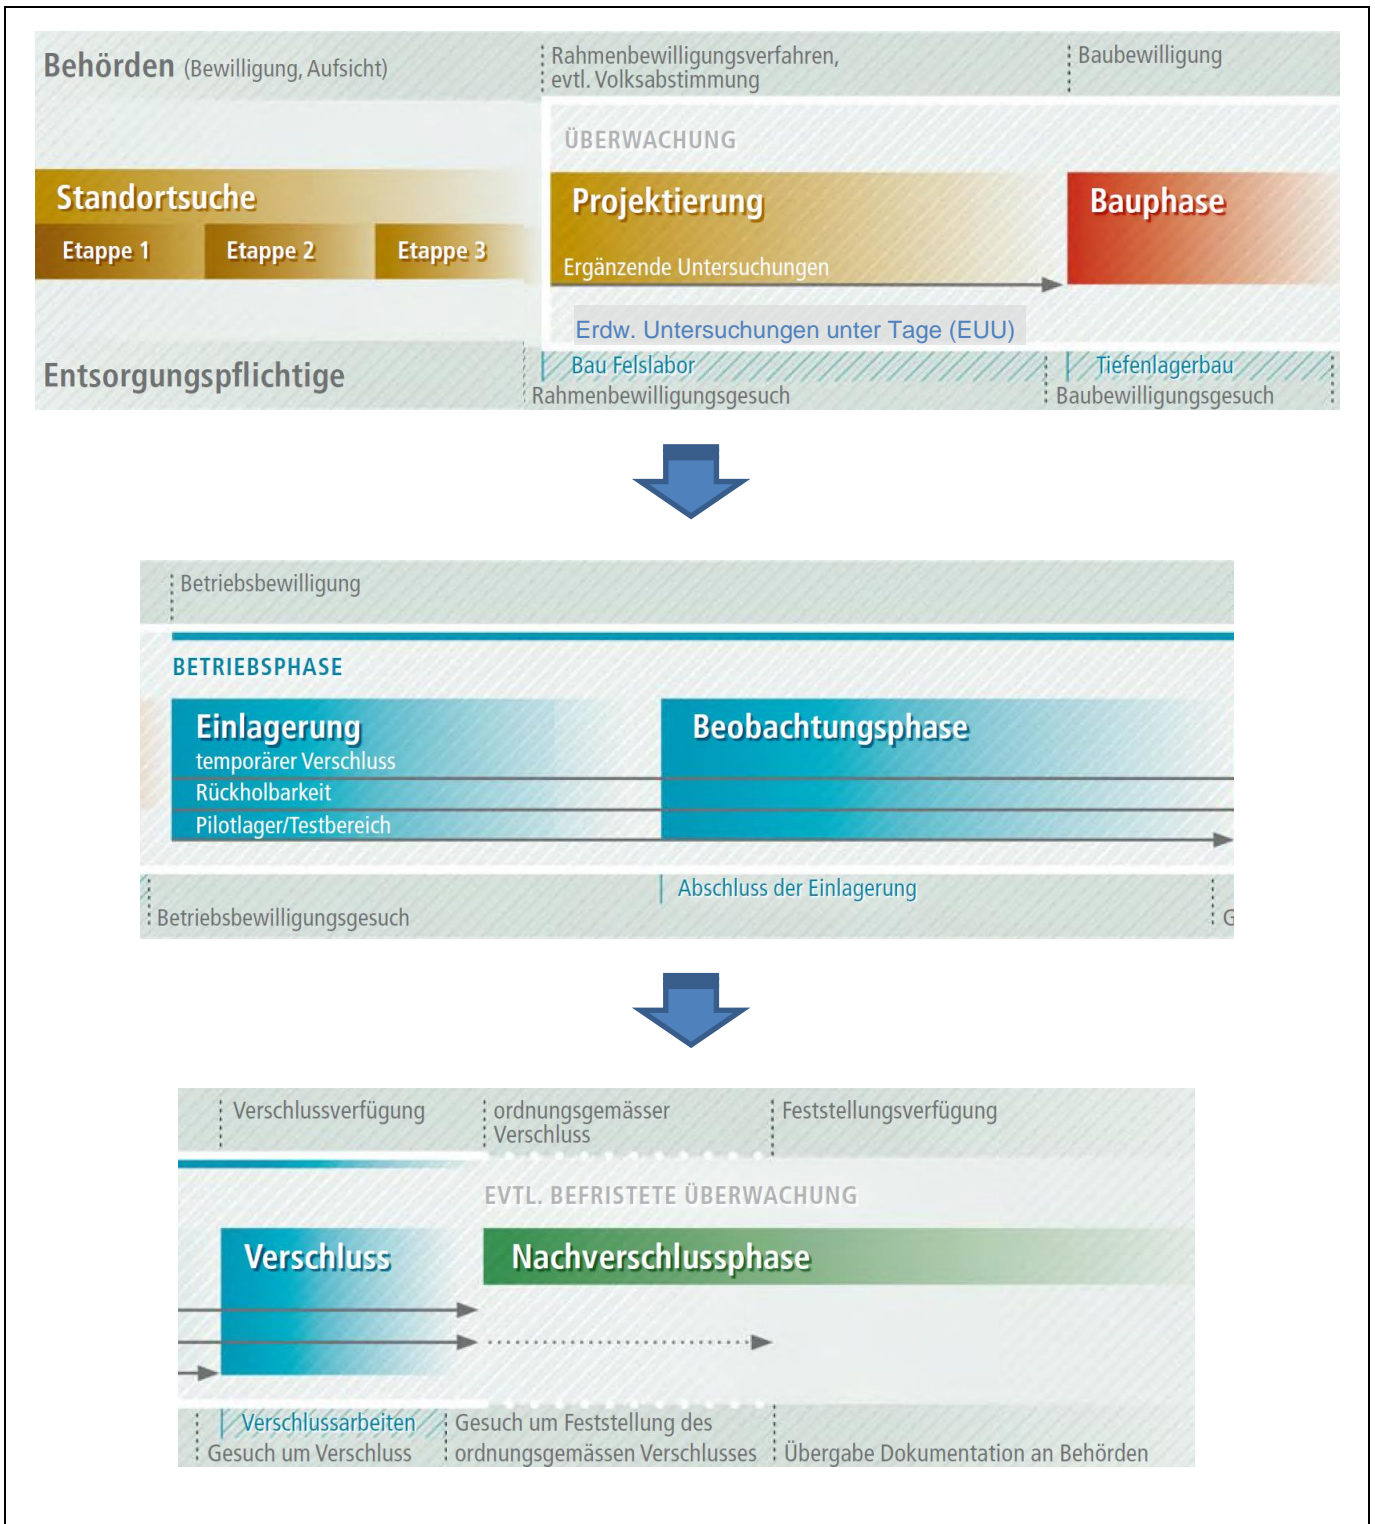 Behörden (Bewilligung, Aufsicht)
Rahmenbewilligungsverfahren,
evtl. Volksabstimmung
Baubewilligung
ÜBERWACHUNG
Standortsuche
Etappe 1
Etappe 2
Etappe 3
Projektierung
Ergänzende Untersuchungen
Bauphase
Erdw. Untersuchungen unter Tage (EUU)
Entsorgungspflichtige
Bau Felslabor
Rahmenbewilligungsgesuch
Tiefenlagerbau
Baubewilligungsgesuch
Betriebsbewilligung
BETRIEBSPHASE
Einlagerung
temporärer Verschluss
Rückholbarkeit
Pilotlager/Testbereich
Beobachtungsphase
Abschluss der Einlagerung
Betriebsbewilligungsgesuch
G
Verschlussverfügung
ordnungsgemässer
Verschluss
Feststellungsverfügung
EVTL. BEFRISTETE ÜBERWACHUNG
Verschluss
Nachverschlussphase
Verschlussarbeiten
Gesuch um Verschluss
Gesuch um Feststellung des
ordnungsgemässen Verschlusses
Übergabe Dokumentation an Behörden